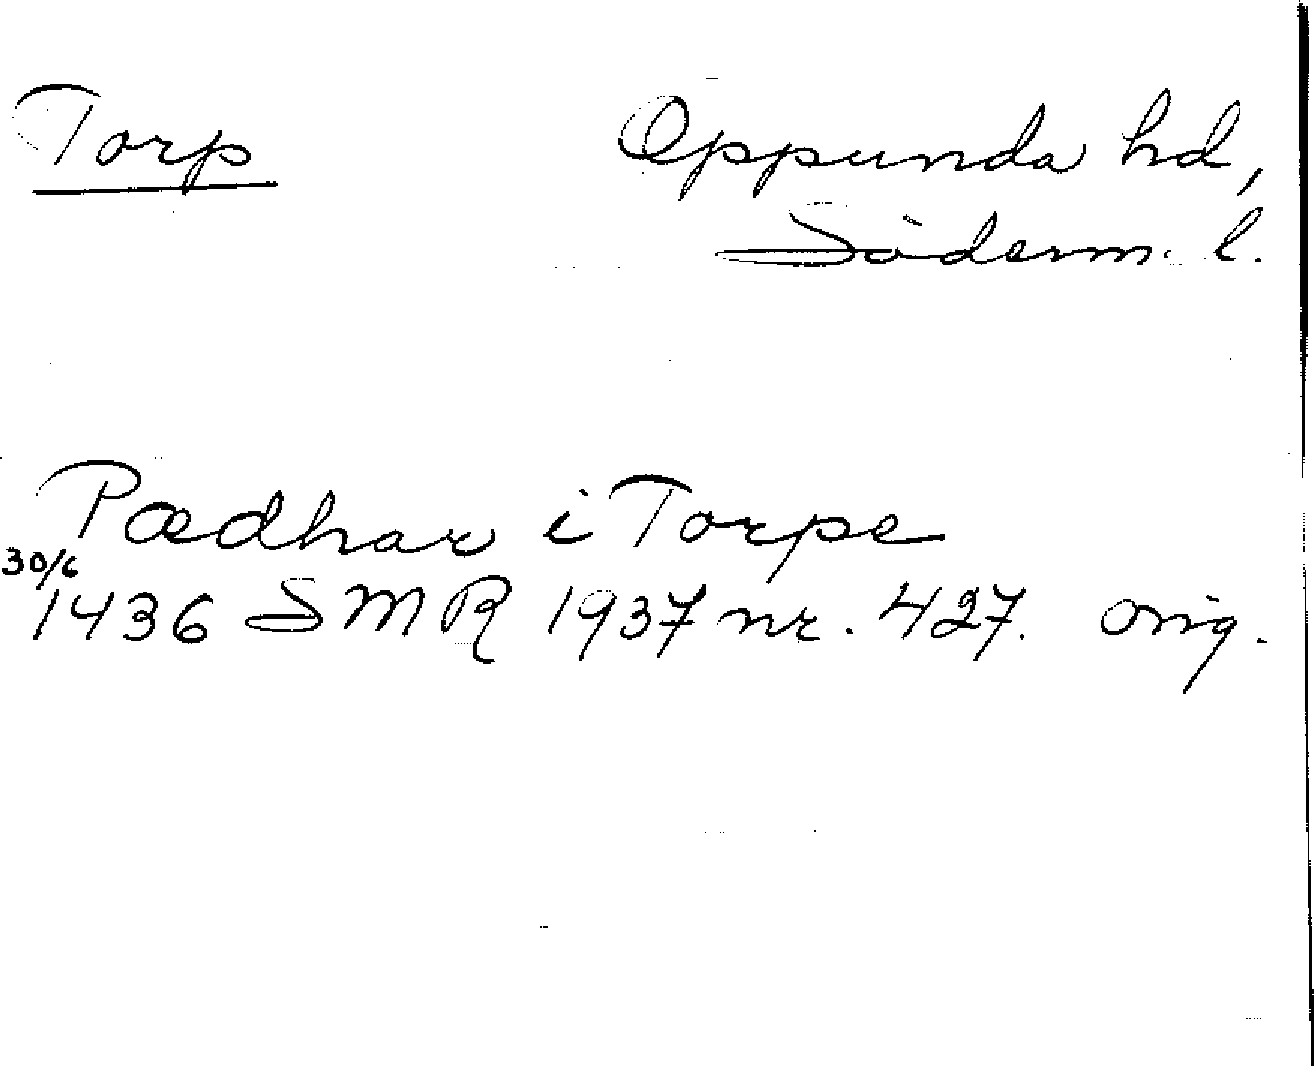 Torp
Oppunda hd,
Söderm. l.
Pædhar i Torpe
30/6
1436 SMR 1937 nr. 427. orig.